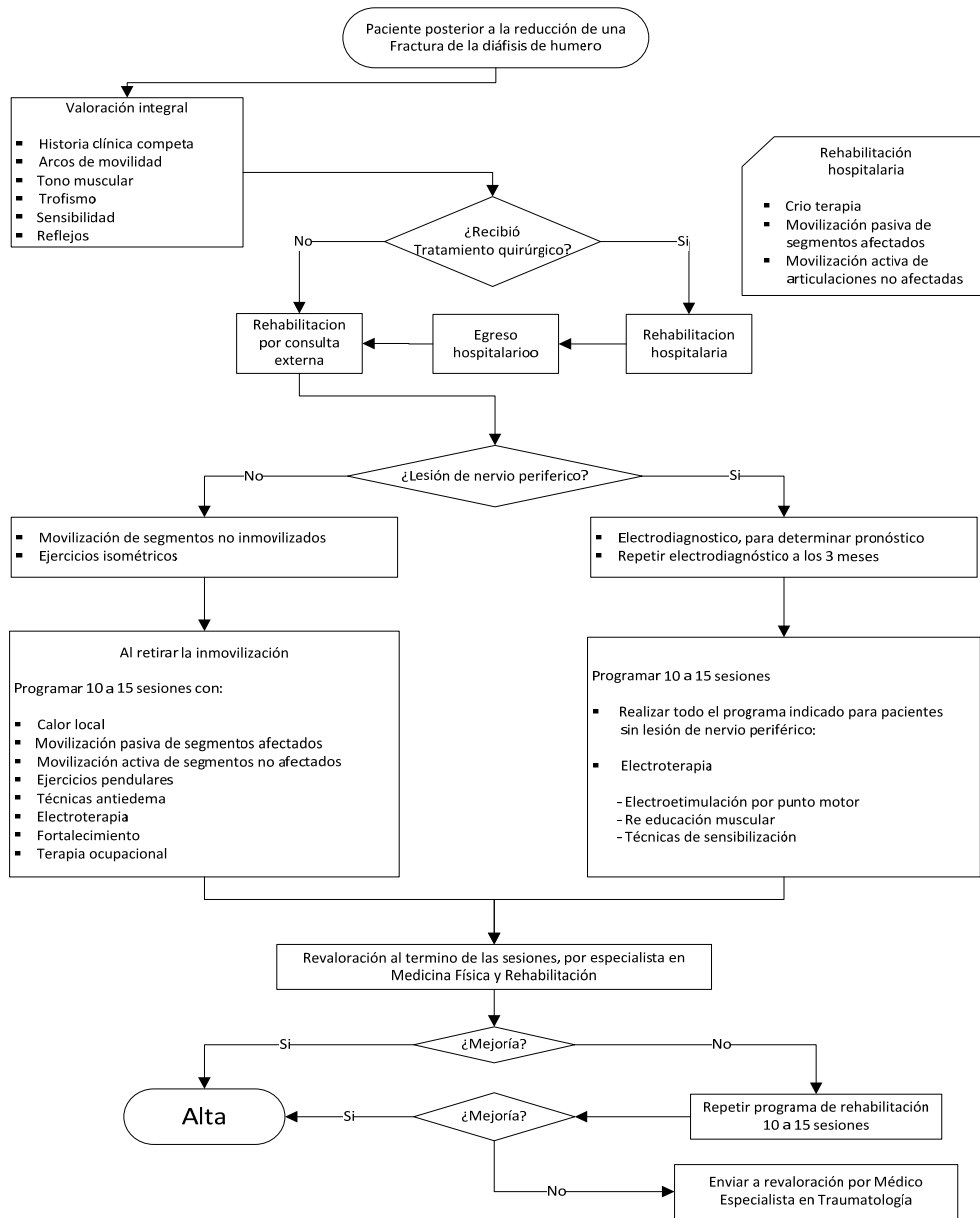 Paciente posterior a la reducción de una
Fractura de la diáfisis de humero
Valoración integral
▪ Historia clínica competa
▪ Arcos de movilidad
▪ Tono muscular
▪ Trofismo
▪ Sensibilidad
▪ Reflejos
Rehabilitación
hospitalaria
▪ Crio terapia
▪ Movilización pasiva de
segmentos afectados
▪ Movilización activa de
articulaciones no afectadas
¿Recibió
Tratamiento quirúrgico?
No
Si
Rehabilitacion
por consulta
externa
Egreso
hospitalarioo
Rehabilitacion
hospitalaria
¿Lesión de nervio periferico?
No
Si
▪ Movilización de segmentos no inmovilizados
▪ Ejercicios isométricos
▪ Electrodiagnostico, para determinar pronóstico
▪ Repetir electrodiagnóstico a los 3 meses
Al retirar la inmovilización
Programar 10 a 15 sesiones con:
▪ Calor local
▪ Movilización pasiva de segmentos afectados
▪ Movilización activa de segmentos no afectados
▪ Ejercicios pendulares
▪ Técnicas antiedema
▪ Electroterapia
▪ Fortalecimiento
▪ Terapia ocupacional
Programar 10 a 15 sesiones
▪ Realizar todo el programa indicado para pacientes
sin lesión de nervio periférico:
▪ Electroterapia
- Electroetimulación por punto motor
- Re educación muscular
- Técnicas de sensibilización
Revaloración al termino de las sesiones, por especialista en
Medicina Física y Rehabilitación
¿Mejoría?
Si
No
Alta
Si
¿Mejoría?
Repetir programa de rehabilitación
10 a 15 sesiones
No
Enviar a revaloración por Médico
Especialista en Traumatología